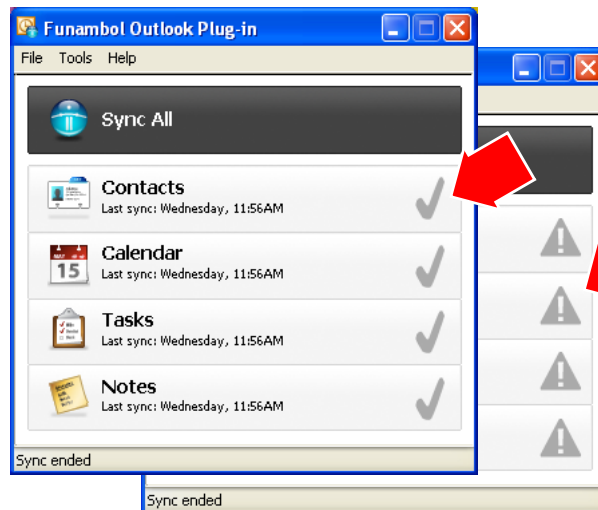 Funambol Outlook Plug-in
File Tools Help
Sync All
Contacts
Last sync: Wednesday, 11:56AM
Calendar
15
Last sync: Wednesday, 11:56AM
Tasks
Last sync: Wednesday, 11:56AM
Notes
Last sync: Wednesday, 11:56AM
Sync ended
Sync ended